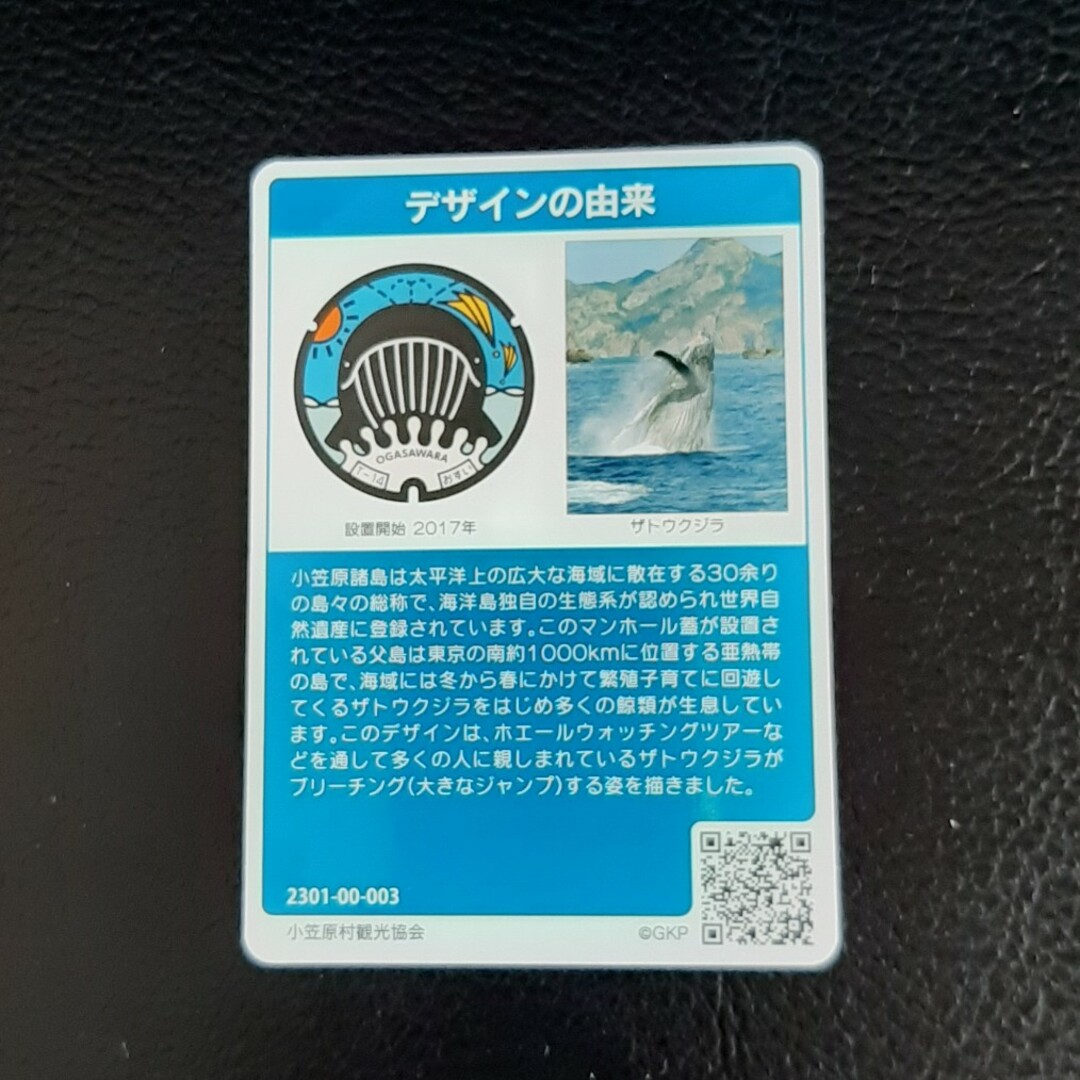 デザインの由来
OGASAWARA
1-14
おすい
設置開始 2017年
ザトウクジラ
小笠原諸島は太平洋上の広大な海域に散在する30余り
の島々の総称で、海洋島独自の生態系が認められ世界自
然遺産に登録されています。このマンホール蓋が設置さ
れている父島は東京の南約1000kmに位置する亜熱帯
の島で、海域には冬から春にかけて繁殖子育てに回遊し
てくるザトウクジラをはじめ多くの鯨類が生息してい
ます。このデザインは、ホエールウォッチングツアーな
どを通して多くの人に親しまれているザトウクジラが
ブリーチング(大きなジャンプ)する姿を描きました。
2301-00-003
小笠原村観光協会
©GKP